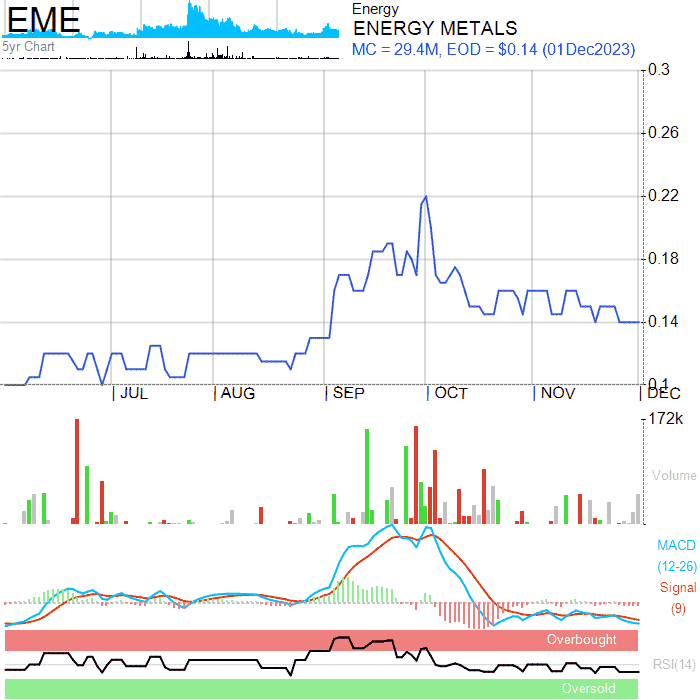 EME
5yr Chart
Energy
ENERGY METALS
MC = 29.4M, EOD = $0.14 (01Dec2023)
0.3
0.26
0.22
0.18
0.14
0.1
| JUL | AUG | SEP | OCT | NOV | DEC
172k
Volume
MACD
(12-26)
Signal
(9)
Overbought
RSI(14)
Oversold